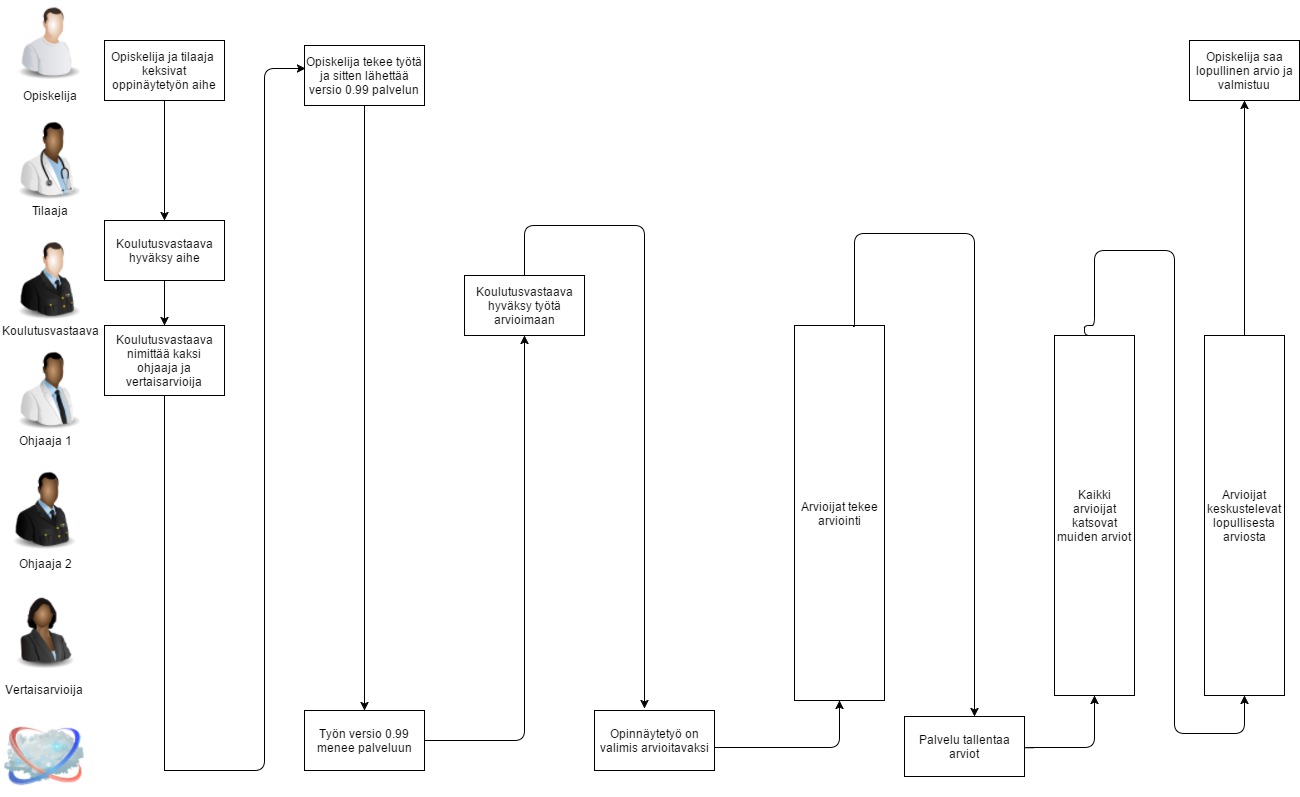 Opiskelija
Tilaaja
Koulutusvastaava
Ohjaaja 1
Ohjaaja 2
Vertaisarvioija
Opiskelija ja tilaaja
keksivat
oppinäytetyön aihe
Koulutusvastaava
hyväksy aihe
Koulutusvastaava
nimittää kaksi
ohjaaja ja
vertaisarvioija
Opiskelija tekee työtä
ja sitten lähettää
versio 0.99 palvelun
Työn versio 0.99
menee palveluun
Koulutusvastaava
hyväksy työtä
arvioimaan
Opinnäytetyö on
valimis arvioitavaksi
Arvioijat tekee
arviointi
Palvelu tallentaa
arviot
Kaikki
arvioijat
katsovat
muiden arviot
Arvioijat
keskustelevat
lopullisesta
arviosta
Opiskelija saa
lopullinen arvio ja
valmistuu